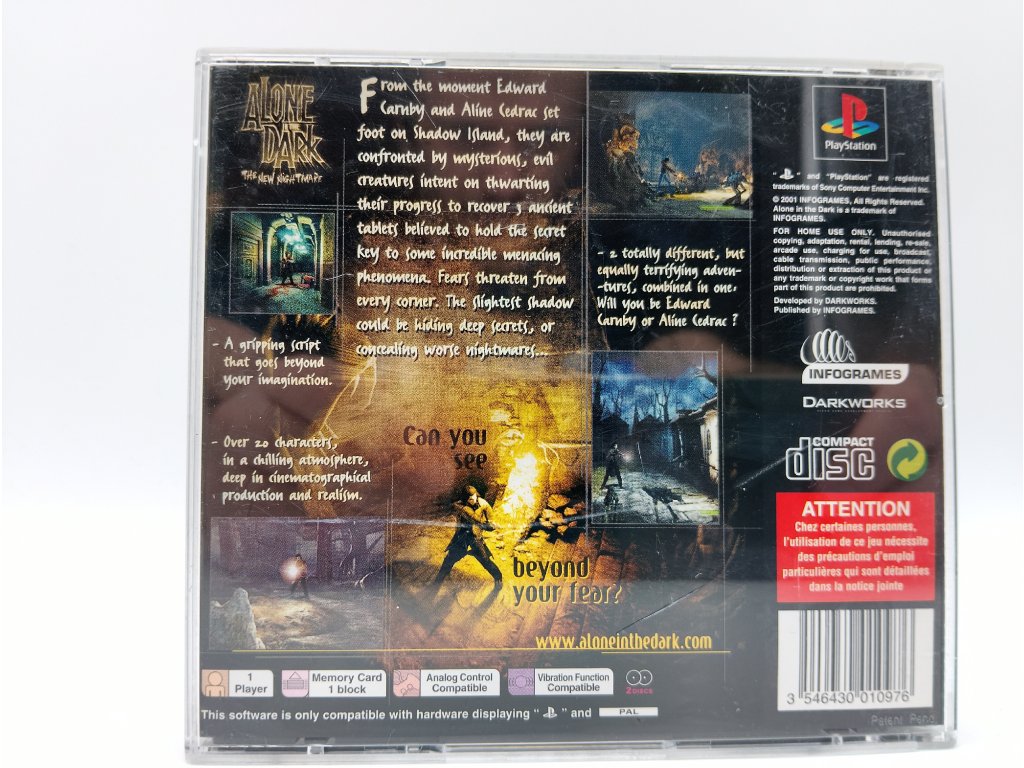 ALONE
IN THE
DARK
THE NEW NIGHTMARE
From the moment Edward
Carnby and Aline Cedrac set
foot on Shadow Island, they are
confronted by mysterious, evil
creatures intent on thwarting
their progress to recover 3 ancient
tablets believed to hold the secret
key to some incredible menacing
phenomena. Fears threaten from
every corner. The slightest shadow
could be hiding deep secrets, or
concealing worse nightmares...
- A gripping script
that goes beyond
your imagination.
- Over 20 characters,
in a chilling atmosphere,
deep in cinematographical
production and realism.
- 2 totally different, but
equally terrifying adven-
-tures, combined in one.
Will you be Edward
Carnby or Aline Cedrac ?
Can you
see
beyond
your fear?
www.aloneinthedark.com
PlayStation
" " and "PlayStation" are registered
trademarks of Sony Computer Entertainment Inc.
© 2001 INFOGRAMES, All Rights Reserved.
Alone in the Dark is a trademark of
INFOGRAMES.
FOR HOME USE ONLY. Unauthorised
copying, adaptation, rental, lending, re-sale,
arcade use, charging for use, broadcast,
cable transmission, public performance,
distribution or extraction of this product or
any trademark or copyright work that forms
part of this product are prohibited.
Developed by DARKWORKS.
Published by INFOGRAMES.
INFOGRAMES
DARKWORKS
COMPACT
disc
ATTENTION
Chez certaines personnes,
l'utilisation de ce jeu nécessite
des précautions d'emploi
particulières qui sont détaillées
dans la notice jointe
3 546430 010976
1
Player
Memory Card
1 block
Analog Control
Compatible
Vibration Function
Compatible
2 DISCS
This software is only compatible with hardware displaying " " and PAL
Patent Pend